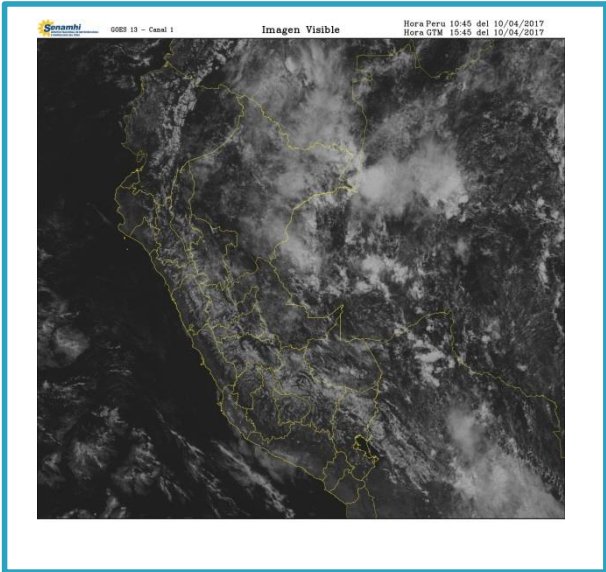 Senamhi
GOES 13 - Canal 1
Imagen Visible
Hora Peru 10:45 del 10/04/2017
Hora GTM 15:45 del 10/04/2017